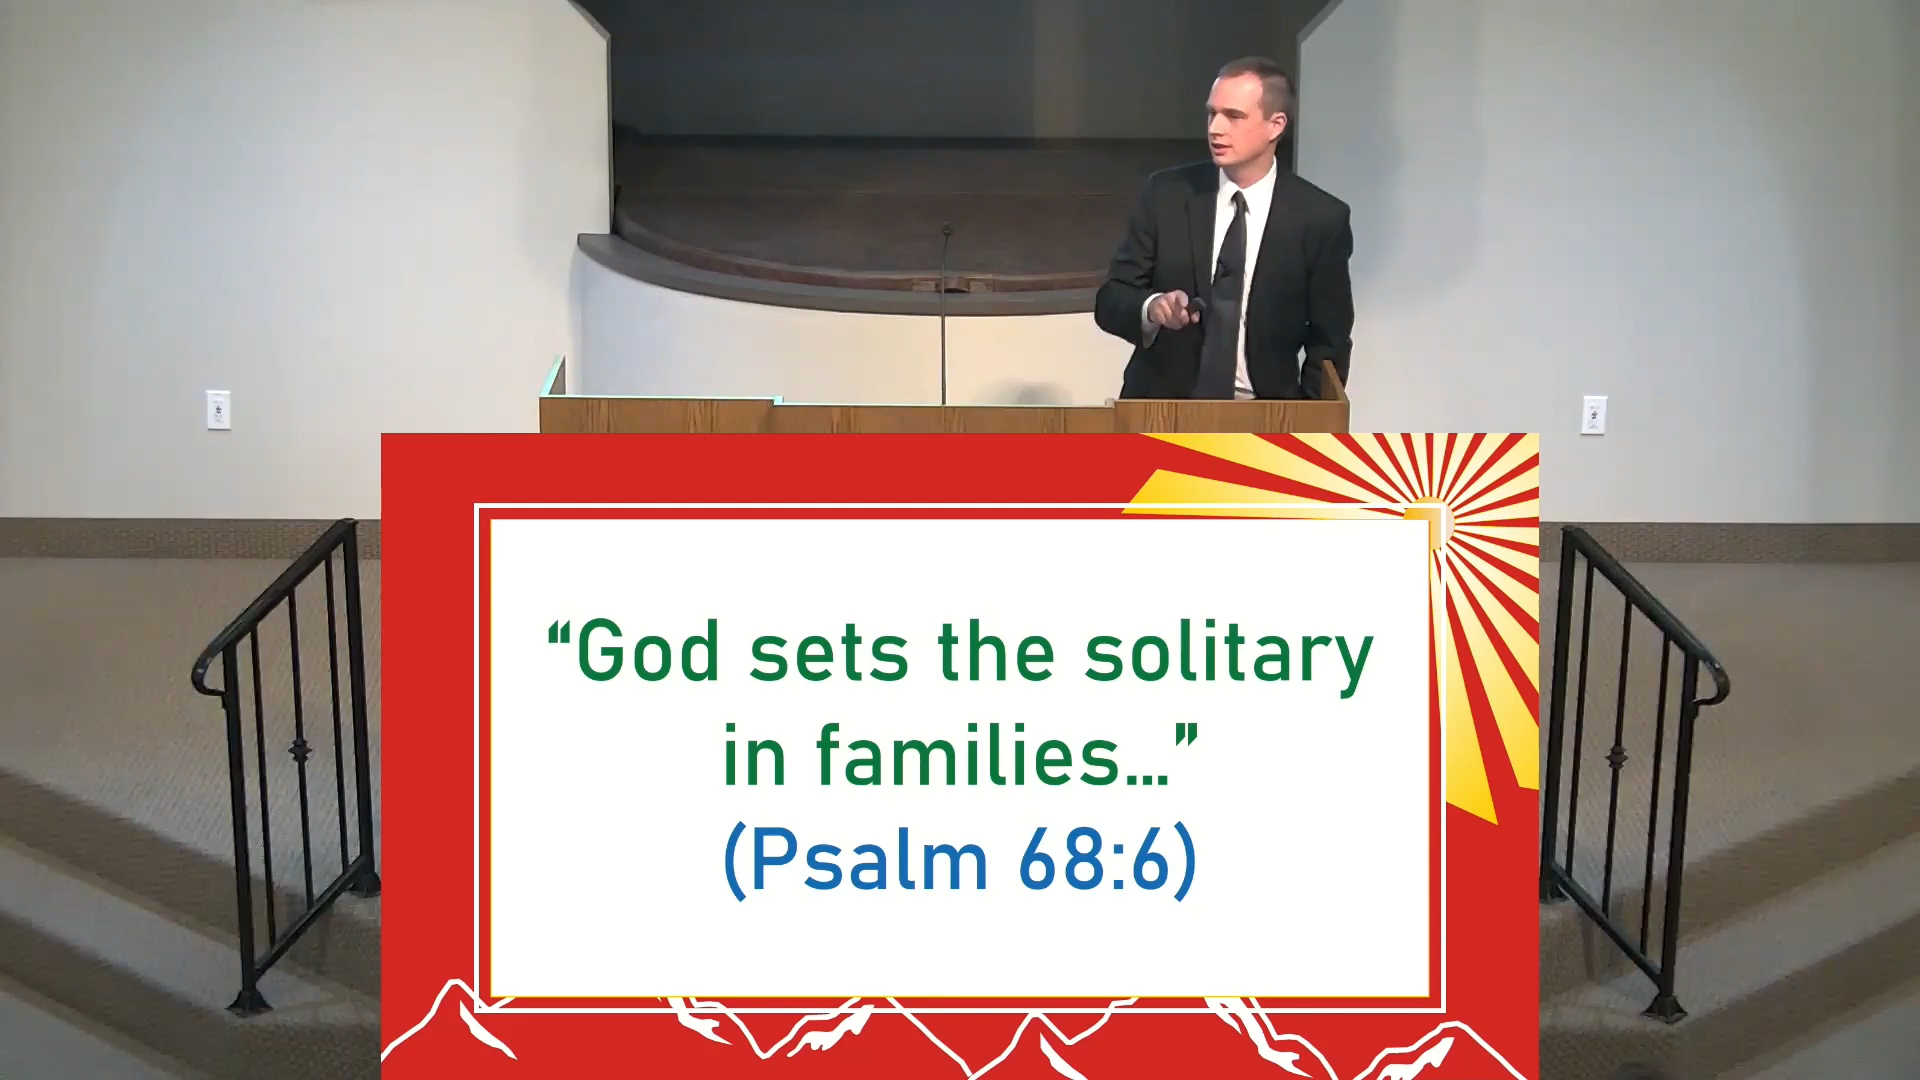 “God sets the solitary
in families...”
(Psalm 68:6)